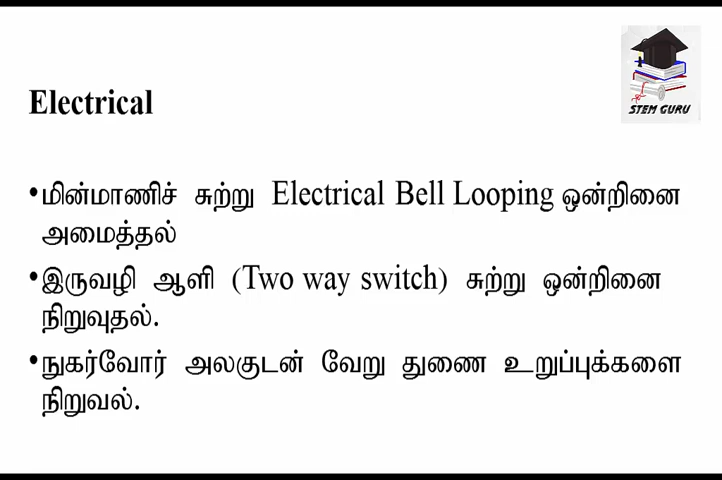 STEM GURU
Electrical
•மின்மாணிச் சுற்று Electrical Bell Looping ஒன்றினை
அமைத்தல்
•இருவழி ஆளி (Two way switch) சுற்று ஒன்றினை
நிறுவுதல்.
•நுகர்வோர் அலகுடன் வேறு துணை உறுப்புக்களை
நிறுவல்.